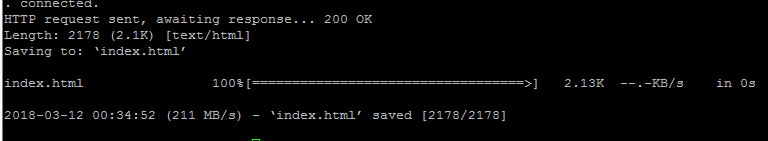 . connected.
HTTP request sent, awaiting response... 200 OK
Length: 2178 (2.1K) [text/html]
Saving to: ‘index.html’
index.html 100%[==================================>] 2.13K --.-KB/s in 0s
2018-03-12 00:34:52 (211 MB/s) - ‘index.html’ saved [2178/2178]